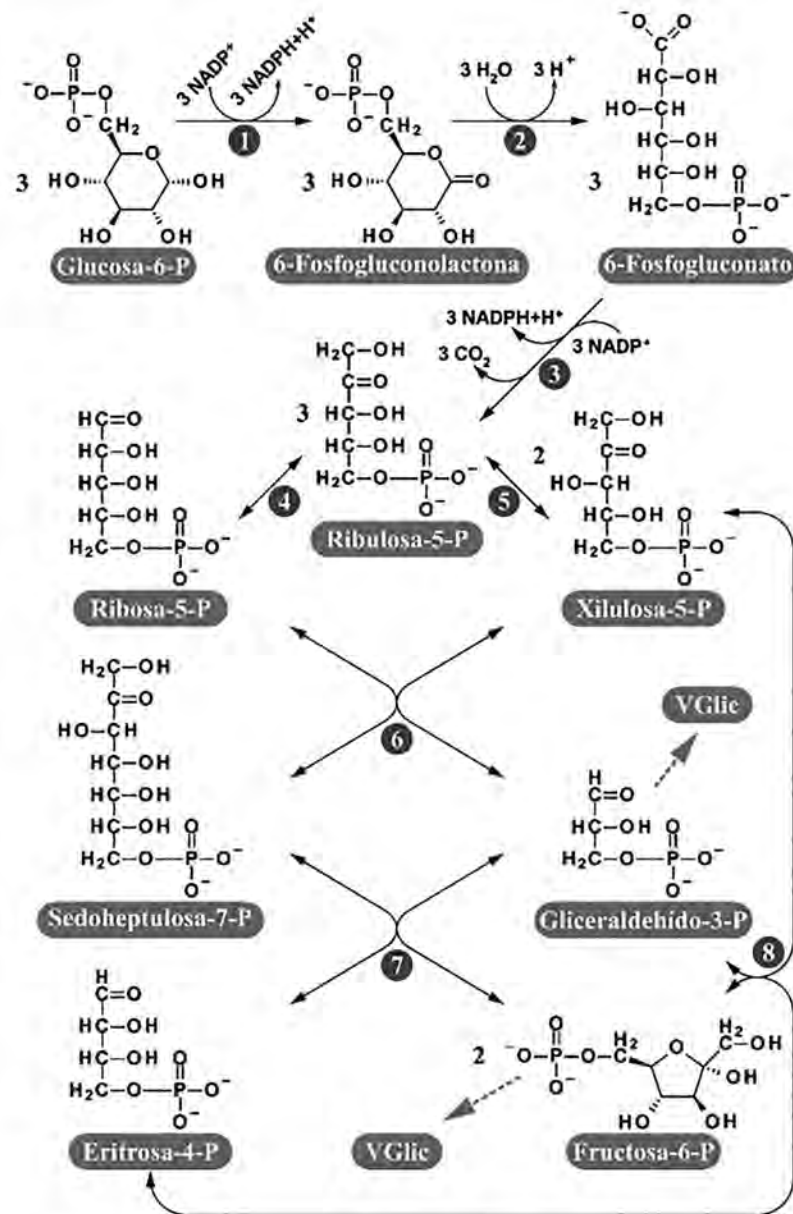 3 NADP⁺
3 NADPH+H⁺
3 H₂O
3 H⁺
1
2
3
3
3
Glucosa-6-P
6-Fosfogluconolactona
6-Fosfogluconato
3 NADPH+H⁺
3 NADP⁺
3 CO₂
3
3
2
4
5
Ribulosa-5-P
Ribosa-5-P
Xilulosa-5-P
6
VGlic
Sedoheptulosa-7-P
Gliceraldehído-3-P
7
8
2
Eritrosa-4-P
VGlic
Fructosa-6-P